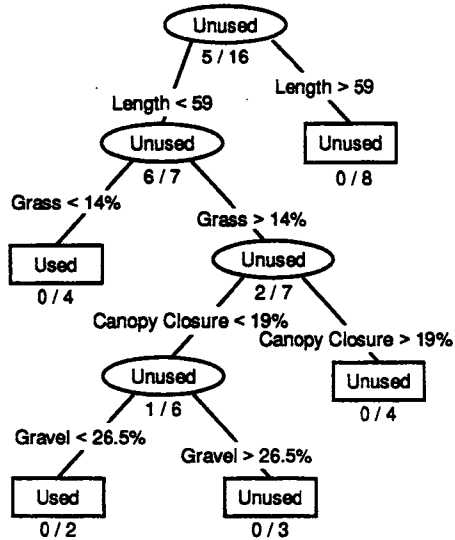 Unused
5 / 16
Length < 59
Length > 59
Unused
6 / 7
Unused
0 / 8
Grass < 14%
Grass > 14%
Used
0 / 4
Unused
2 / 7
Canopy Closure < 19%
Canopy Closure > 19%
Unused
1 / 6
Unused
0 / 4
Gravel < 26.5%
Gravel > 26.5%
Used
0 / 2
Unused
0 / 3